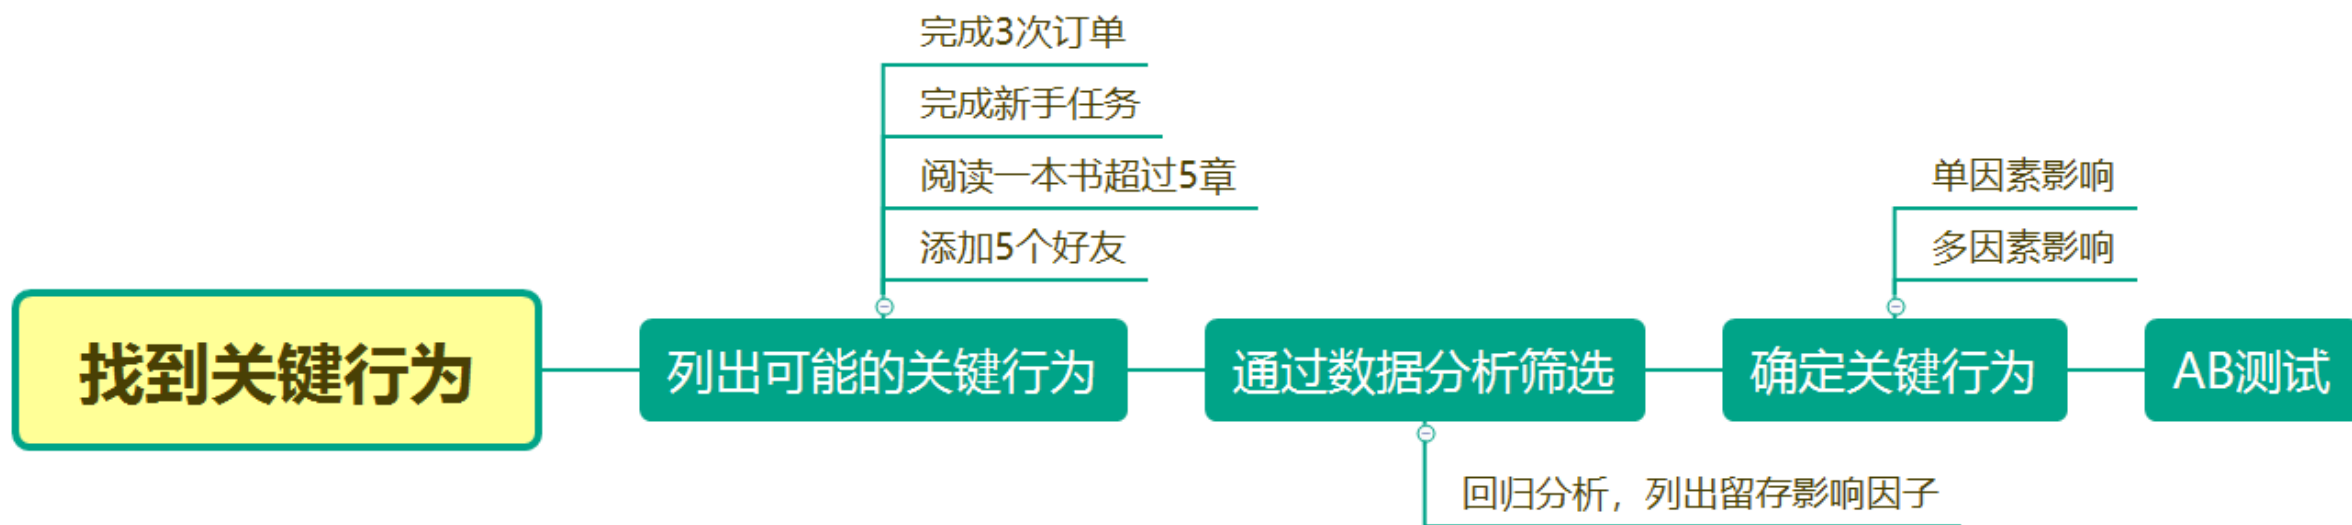 完成3次订单
完成新手任务
阅读一本书超过5章
添加5个好友
单因素影响
多因素影响
找到关键行为
列出可能的关键行为
通过数据分析筛选
确定关键行为
AB测试
回归分析，列出留存影响因子